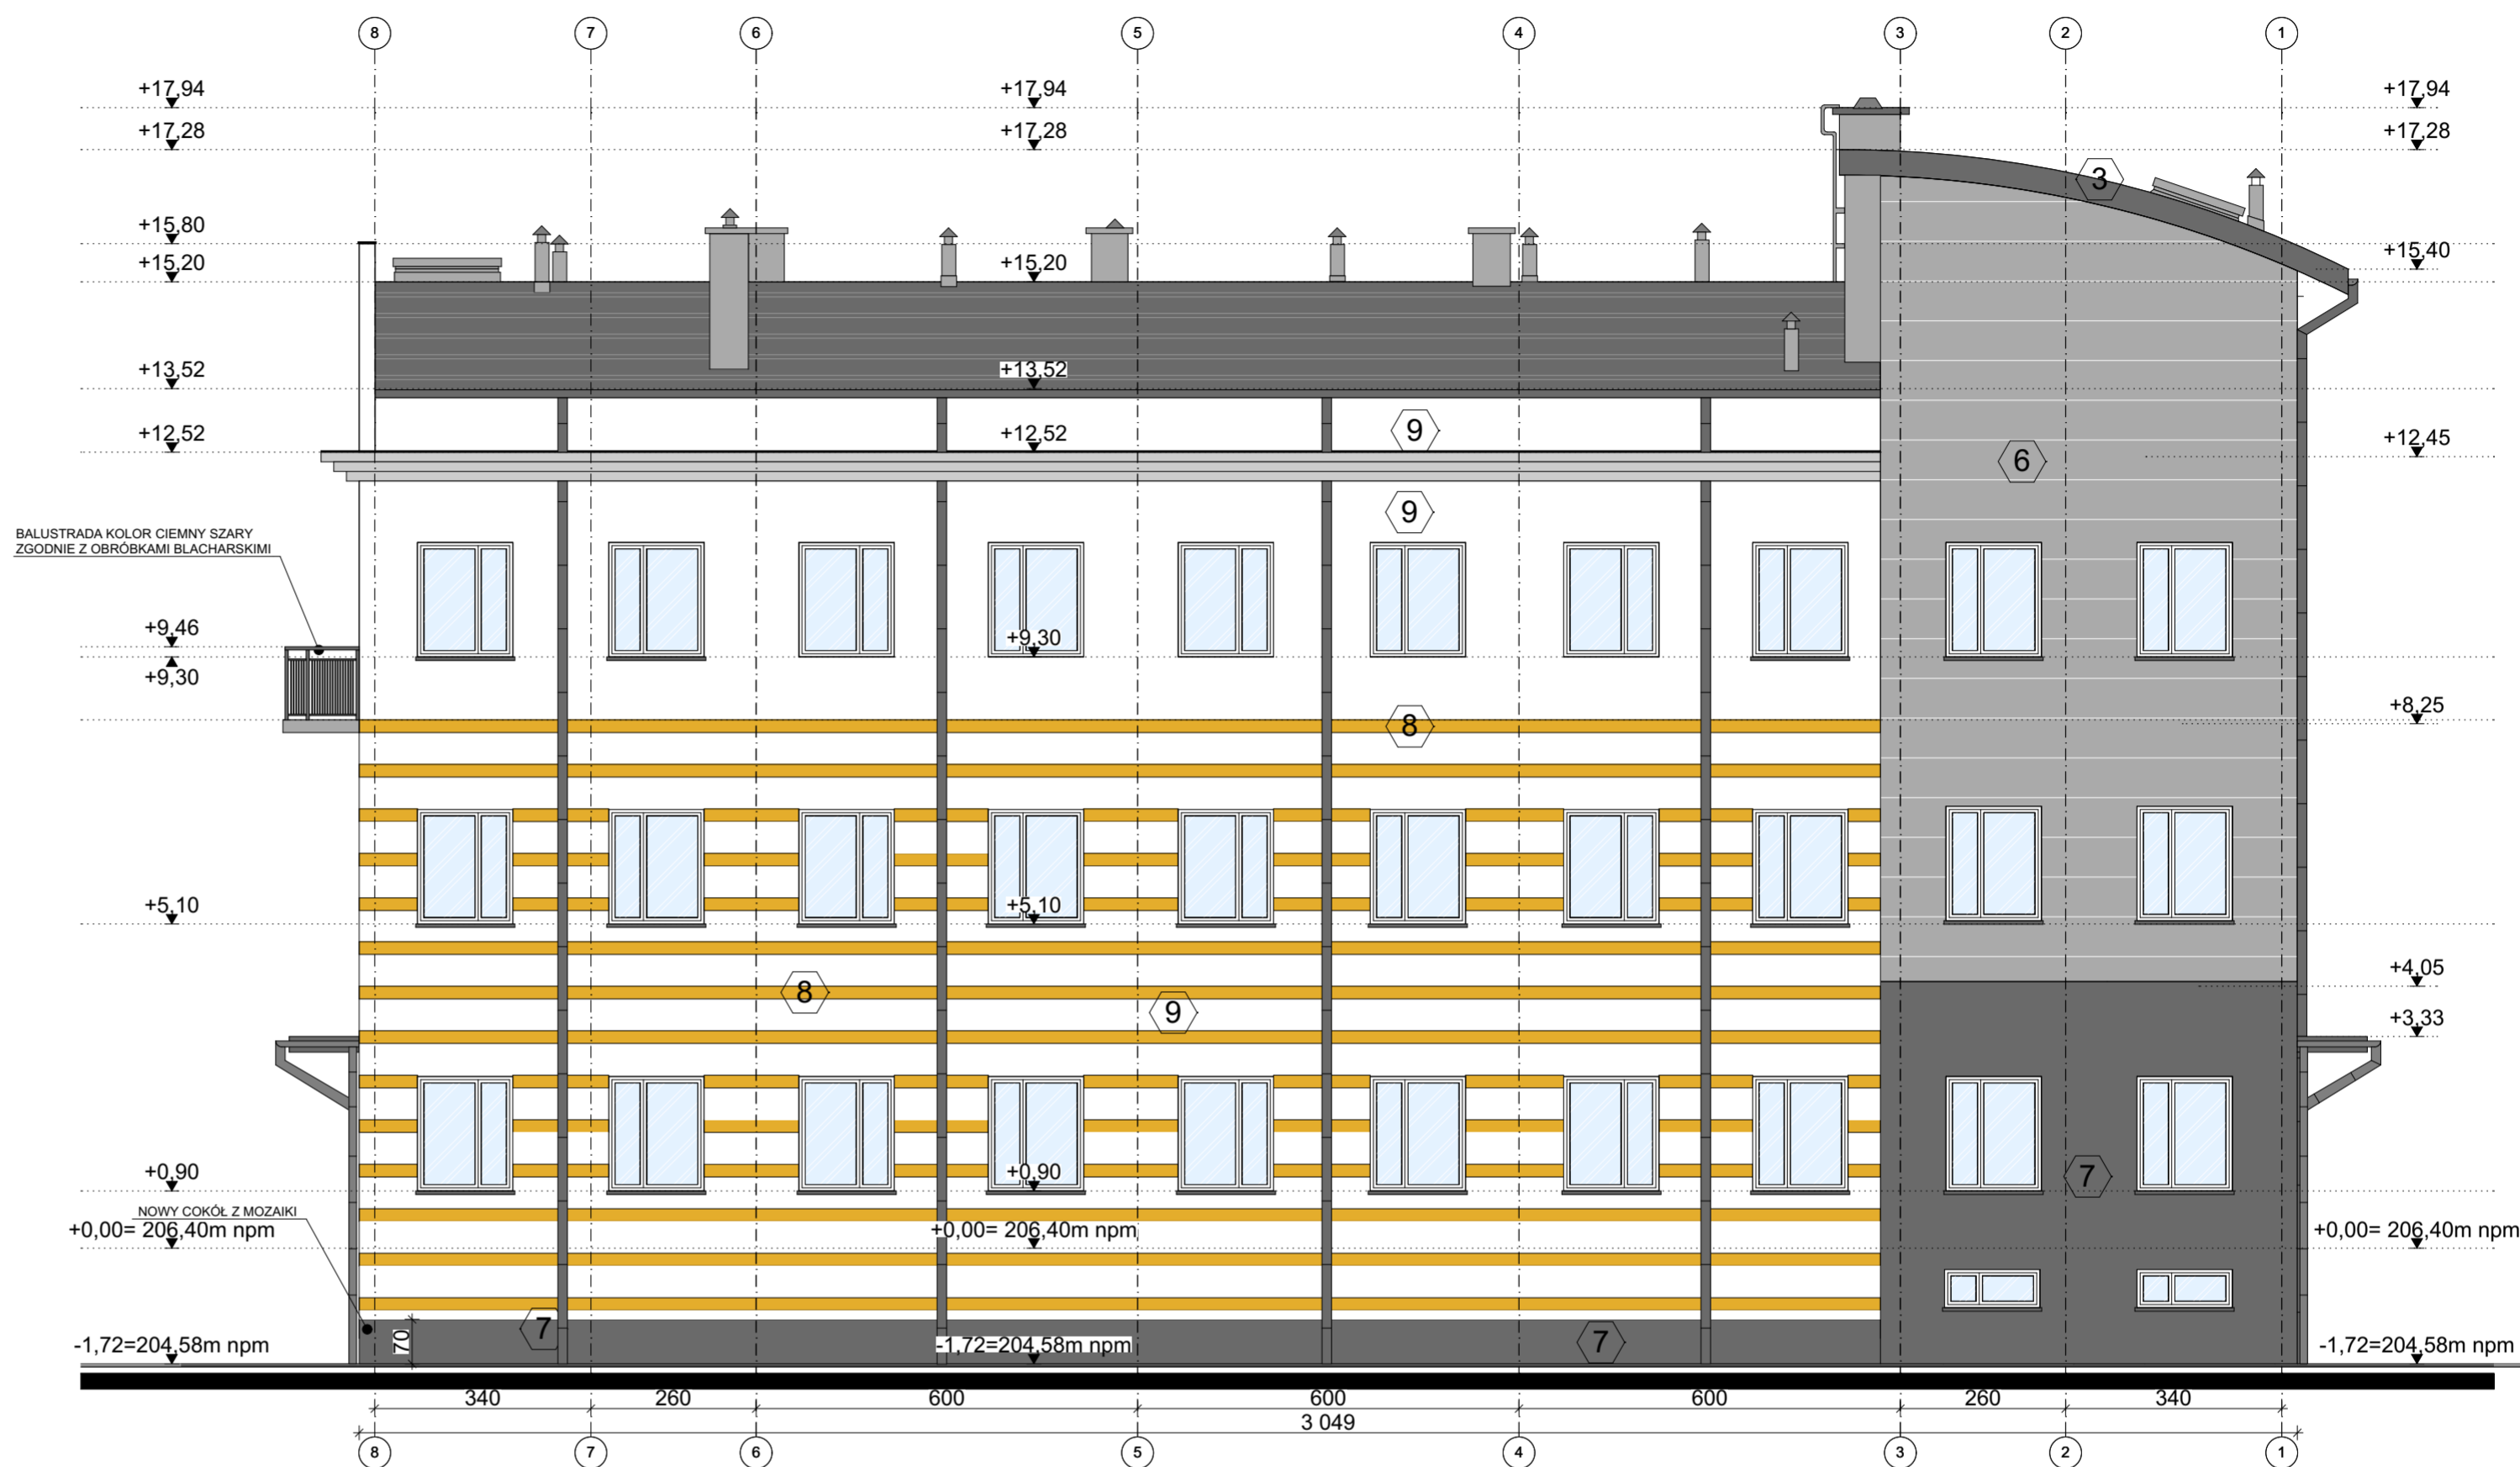 8 7 6 5 4 3 2 1
+17,94 +17,94 +17,94
+17,28 +17,28 +17,28
3
+15,80
+15,20 +15,20 +15,40
+13,52 +13,52
9
+12,52 +12,52 +12,45
6
9
BALUSTRADA KOLOR CIEMNY SZARY
ZGODNIE Z OBRÓBKAMI BLACHARSKIMI
+9,46
+9,30
+9,30
+8,25
8
+5,10 +5,10
+4,05
8
9
+3,33
+0,90 +0,90
7
NOWY COKÓŁ Z MOZAIKI
+0,00= 206,40m npm +0,00= 206,40m npm +0,00= 206,40m npm
7
70
7
-1,72=204,58m npm -1,72=204,58m npm -1,72=204,58m npm
340 260 600 600 600 260 340
3 049
8 7 6 5 4 3 2 1